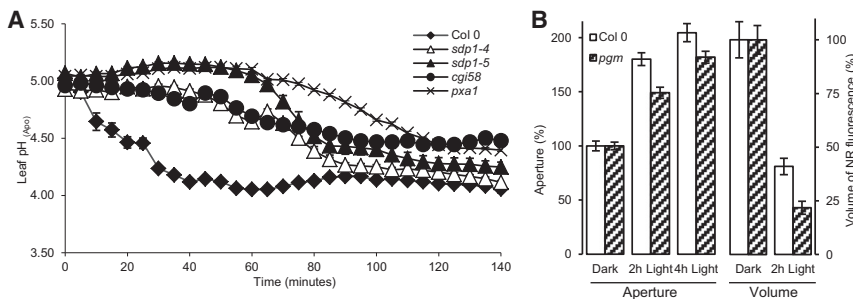 A
5.50
5.00
4.50
4.00
3.50
Leaf pH (Apo)
0
20
40
60
80
100
120
140
Time (minutes)
Col 0
sdp1-4
sdp1-5
cgi58
pxa1
B
200
150
100
50
0
Aperture (%)
Col 0
pgm
100
75
50
25
0
Volume of NR fluorescence (%)
Dark
2h Light
4h Light
Dark
2h Light
Aperture
Volume